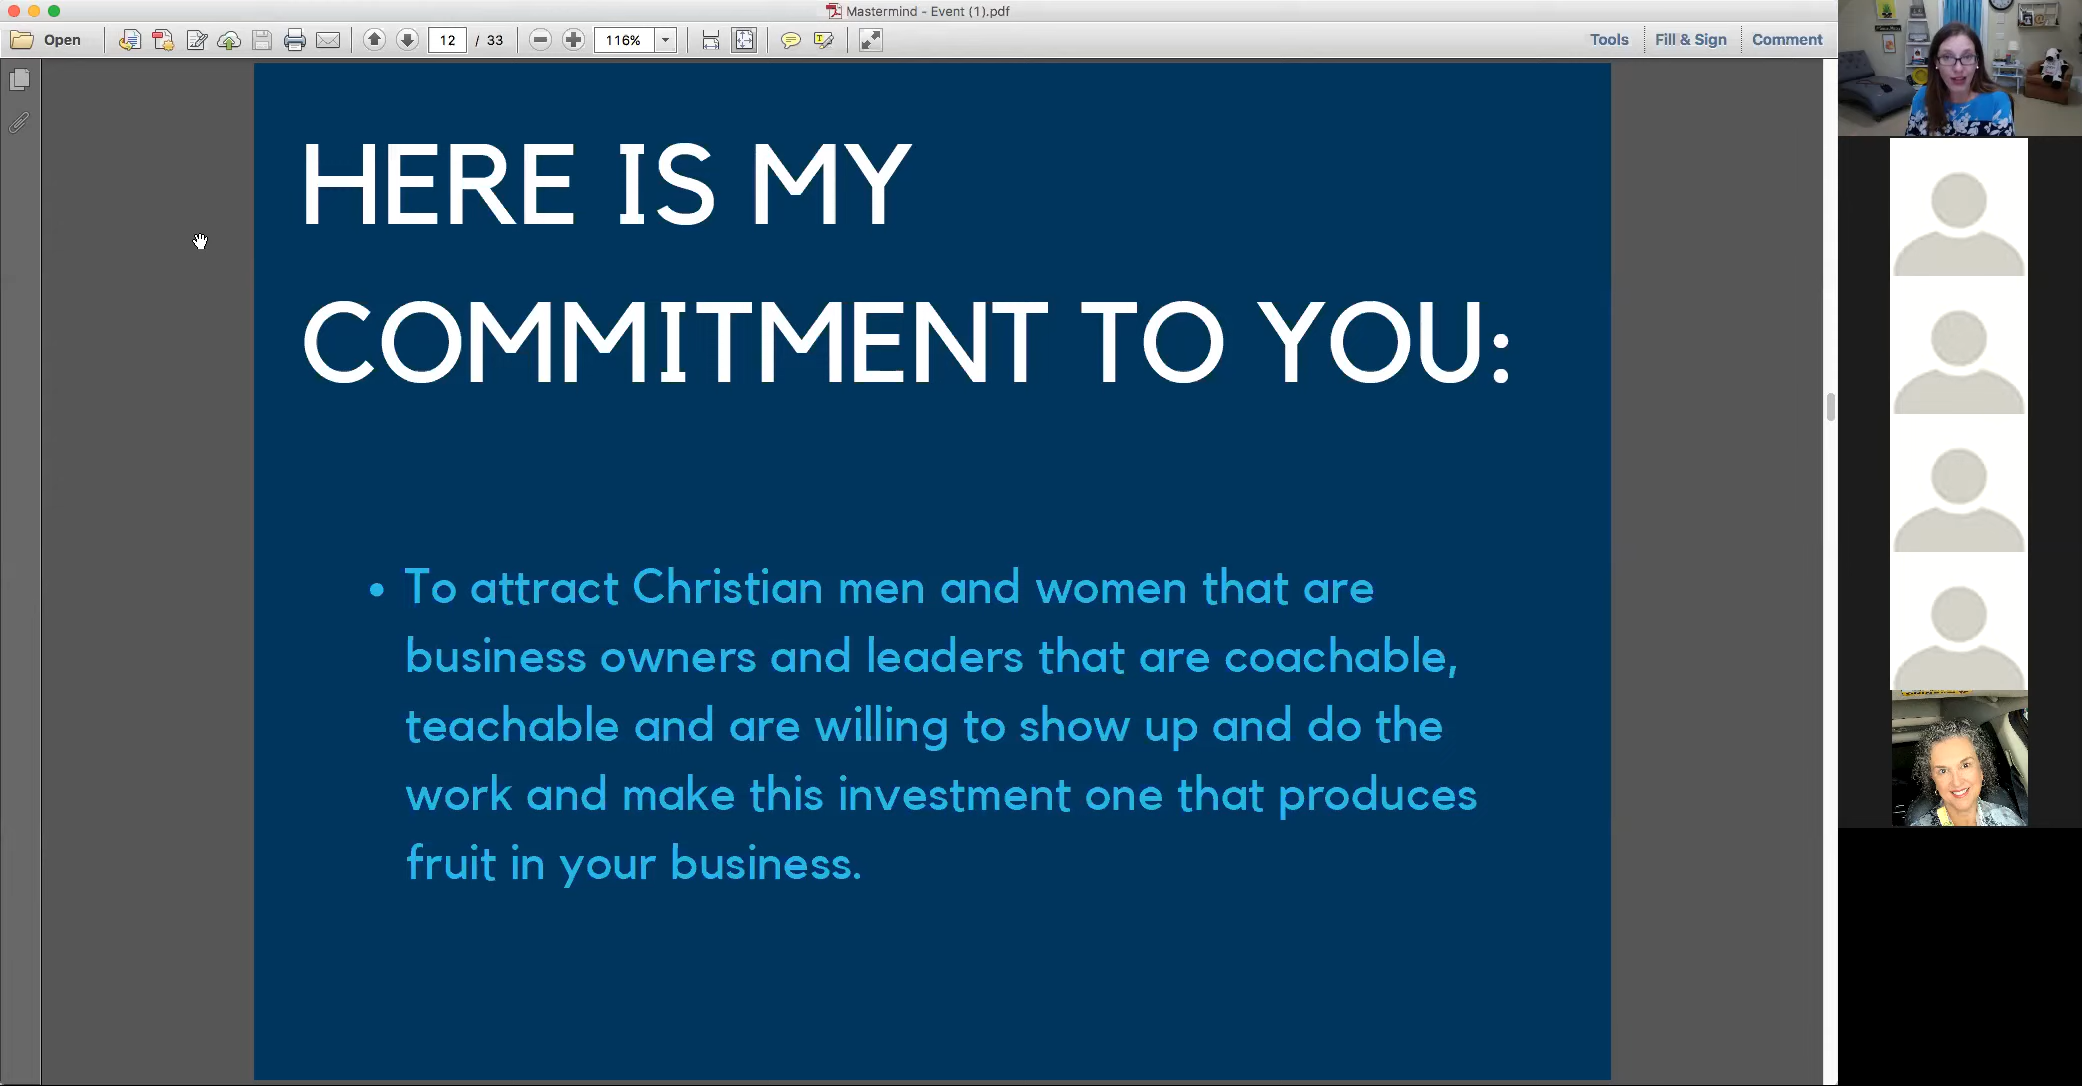 Mastermind - Event (1).pdf
Open
12 / 33
116%
Tools
Fill & Sign
Comment
HERE IS MY
COMMITMENT TO YOU:
• To attract Christian men and women that are
business owners and leaders that are coachable,
teachable and are willing to show up and do the
work and make this investment one that produces
fruit in your business.